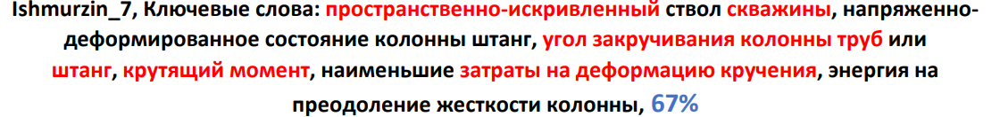 Ishmurzin_7, Ключевые слова: пространственно-искривленный ствол скважины, напряженно-
деформированное состояние колонны штанг, угол закручивания колонны труб или
штанг, крутящий момент, наименьшие затраты на деформацию кручения, энергия на
преодоление жесткости колонны, 67%